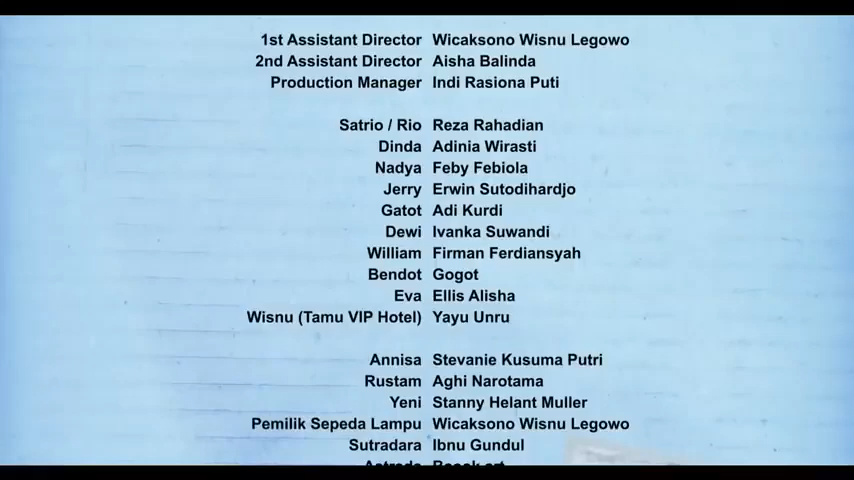 1st Assistant Director Wicaksono Wisnu Legowo
2nd Assistant Director Aisha Balinda
Production Manager Indi Rasiona Puti
Satrio / Rio Reza Rahadian
Dinda Adinia Wirasti
Nadya Feby Febiola
Jerry Erwin Sutodihardjo
Gatot Adi Kurdi
Dewi Ivanka Suwandi
William Firman Ferdiansyah
Bendot Gogot
Eva Ellis Alisha
Wisnu (Tamu VIP Hotel) Yayu Unru
Annisa Stevanie Kusuma Putri
Rustam Aghi Narotama
Yeni Stanny Helant Muller
Pemilik Sepeda Lampu Wicaksono Wisnu Legowo
Sutradara Ibnu Gundul